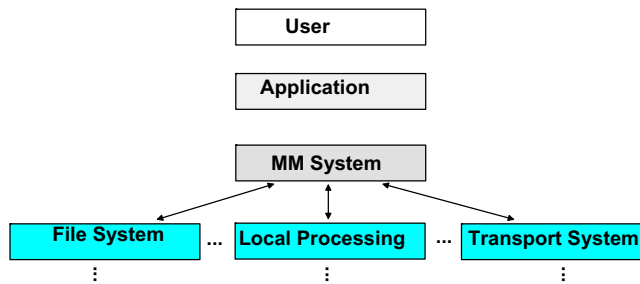 User
Application
MM System
File System ... Local Processing ... Transport System
⋮ ⋮ ⋮